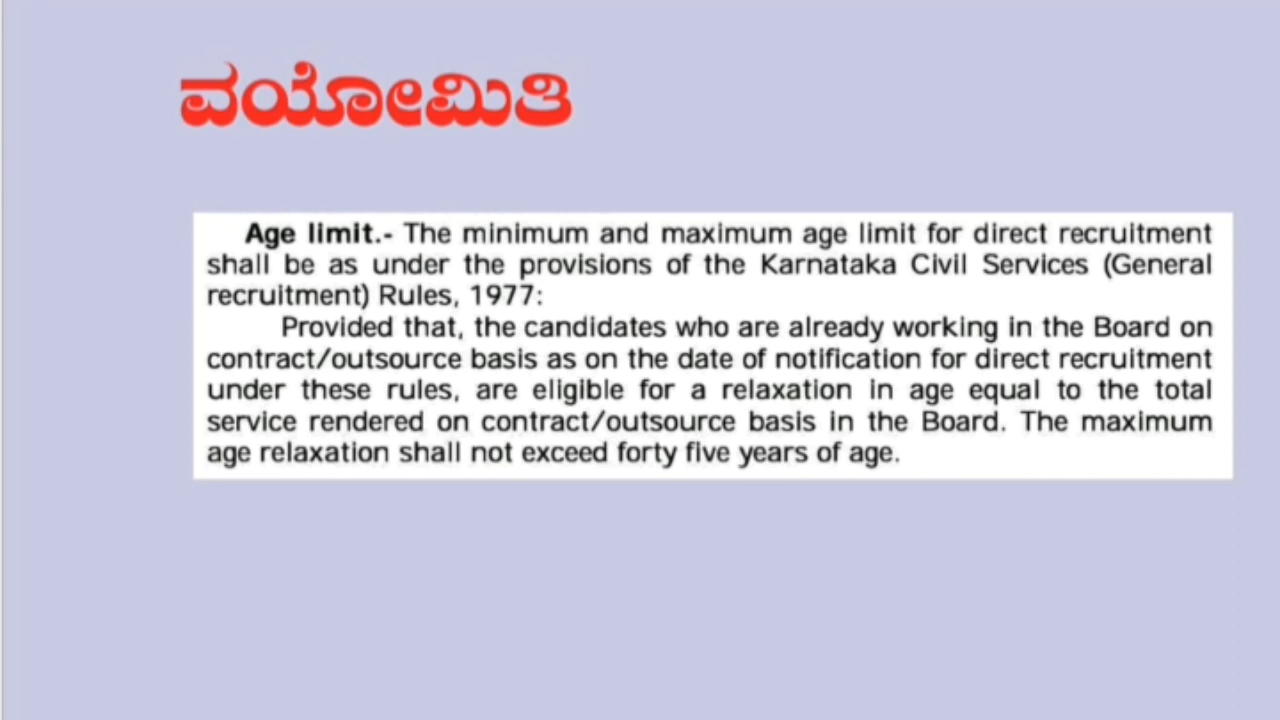 ವಯೋಮಿತಿ
Age limit.- The minimum and maximum age limit for direct recruitment
shall be as under the provisions of the Karnataka Civil Services (General
recruitment) Rules, 1977:
Provided that, the candidates who are already working in the Board on
contract/outsource basis as on the date of notification for direct recruitment
under these rules, are eligible for a relaxation in age equal to the total
service rendered on contract/outsource basis in the Board. The maximum
age relaxation shall not exceed forty five years of age.